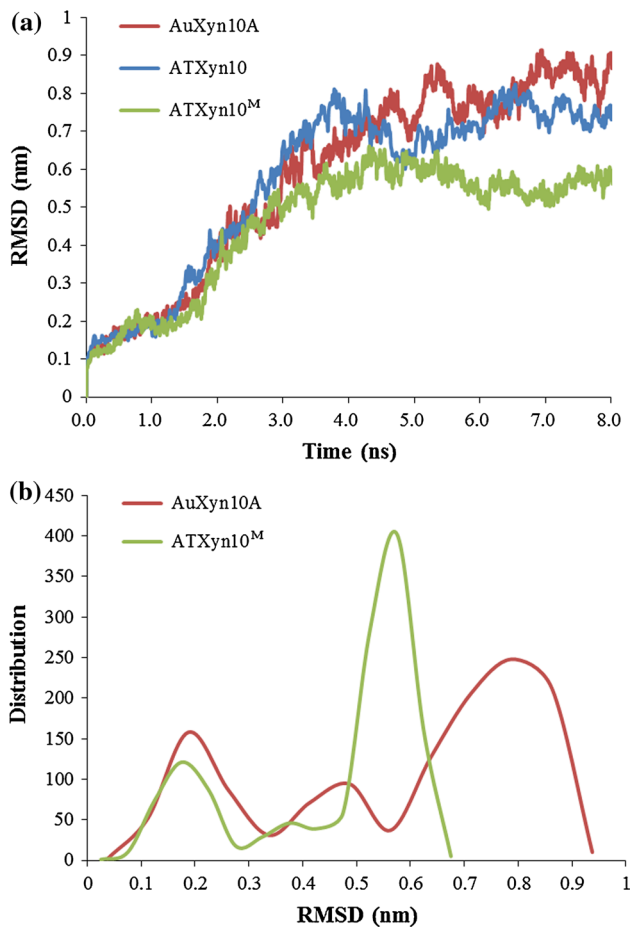 (a)
AuXyn10A
ATXyn10
ATXyn10ᴹ
RMSD (nm)
1
0.9
0.8
0.7
0.6
0.5
0.4
0.3
0.2
0.1
0
0.0 1.0 2.0 3.0 4.0 5.0 6.0 7.0 8.0
Time (ns)
(b)
AuXyn10A
ATXyn10ᴹ
Distribution
450
400
350
300
250
200
150
100
50
0
0 0.1 0.2 0.3 0.4 0.5 0.6 0.7 0.8 0.9 1
RMSD (nm)